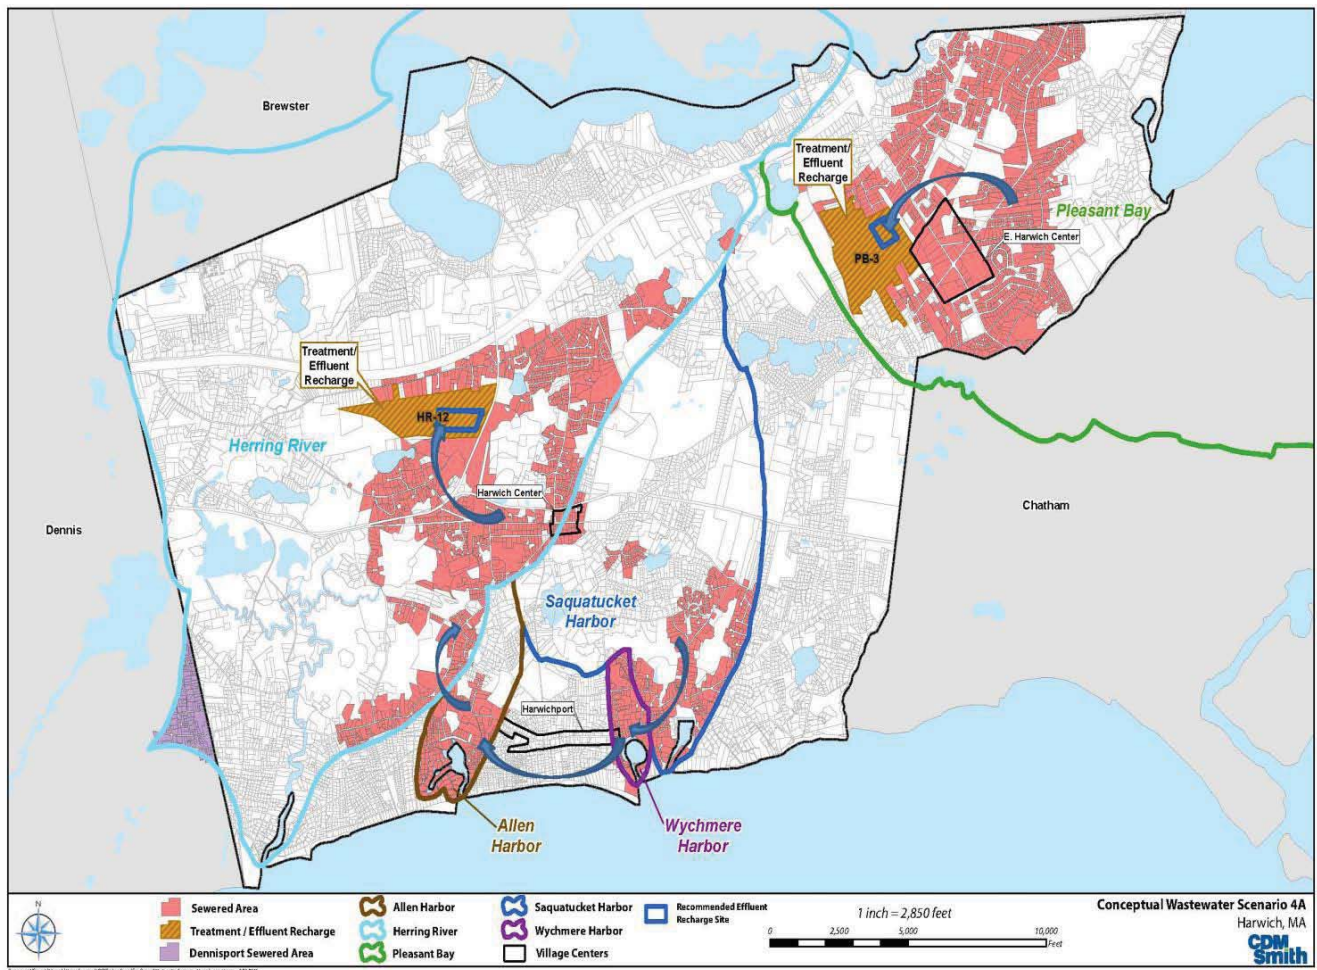 Brewster
Treatment/
Effluent
Recharge
Pleasant Bay
E. Harwich Center
PB-3
Treatment/
Effluent
Recharge
HR-12
Herring River
Harwich Center
Dennis
Chatham
Saquatucket
Harbor
Harwichport
Allen
Harbor
Wychmere
Harbor
N
Sewered Area
Treatment / Effluent Recharge
Dennisport Sewered Area
Allen Harbor
Herring River
Pleasant Bay
Saquatucket Harbor
Wychmere Harbor
Village Centers
Recommended Effluent
Recharge Site
1 inch = 2,850 feet
0 2,500 5,000 10,000
Feet
Conceptual Wastewater Scenario 4A
Harwich, MA
CDM
Smith